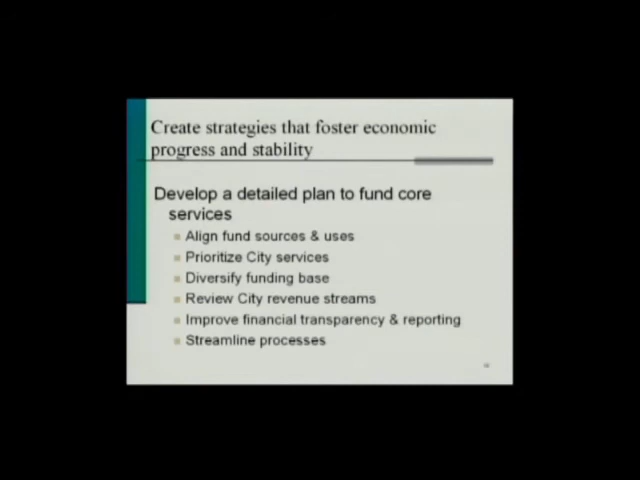 Create strategies that foster economic
progress and stability
Develop a detailed plan to fund core
services
Align fund sources & uses
Prioritize City services
Diversify funding base
Review City revenue streams
Improve financial transparency & reporting
Streamline processes